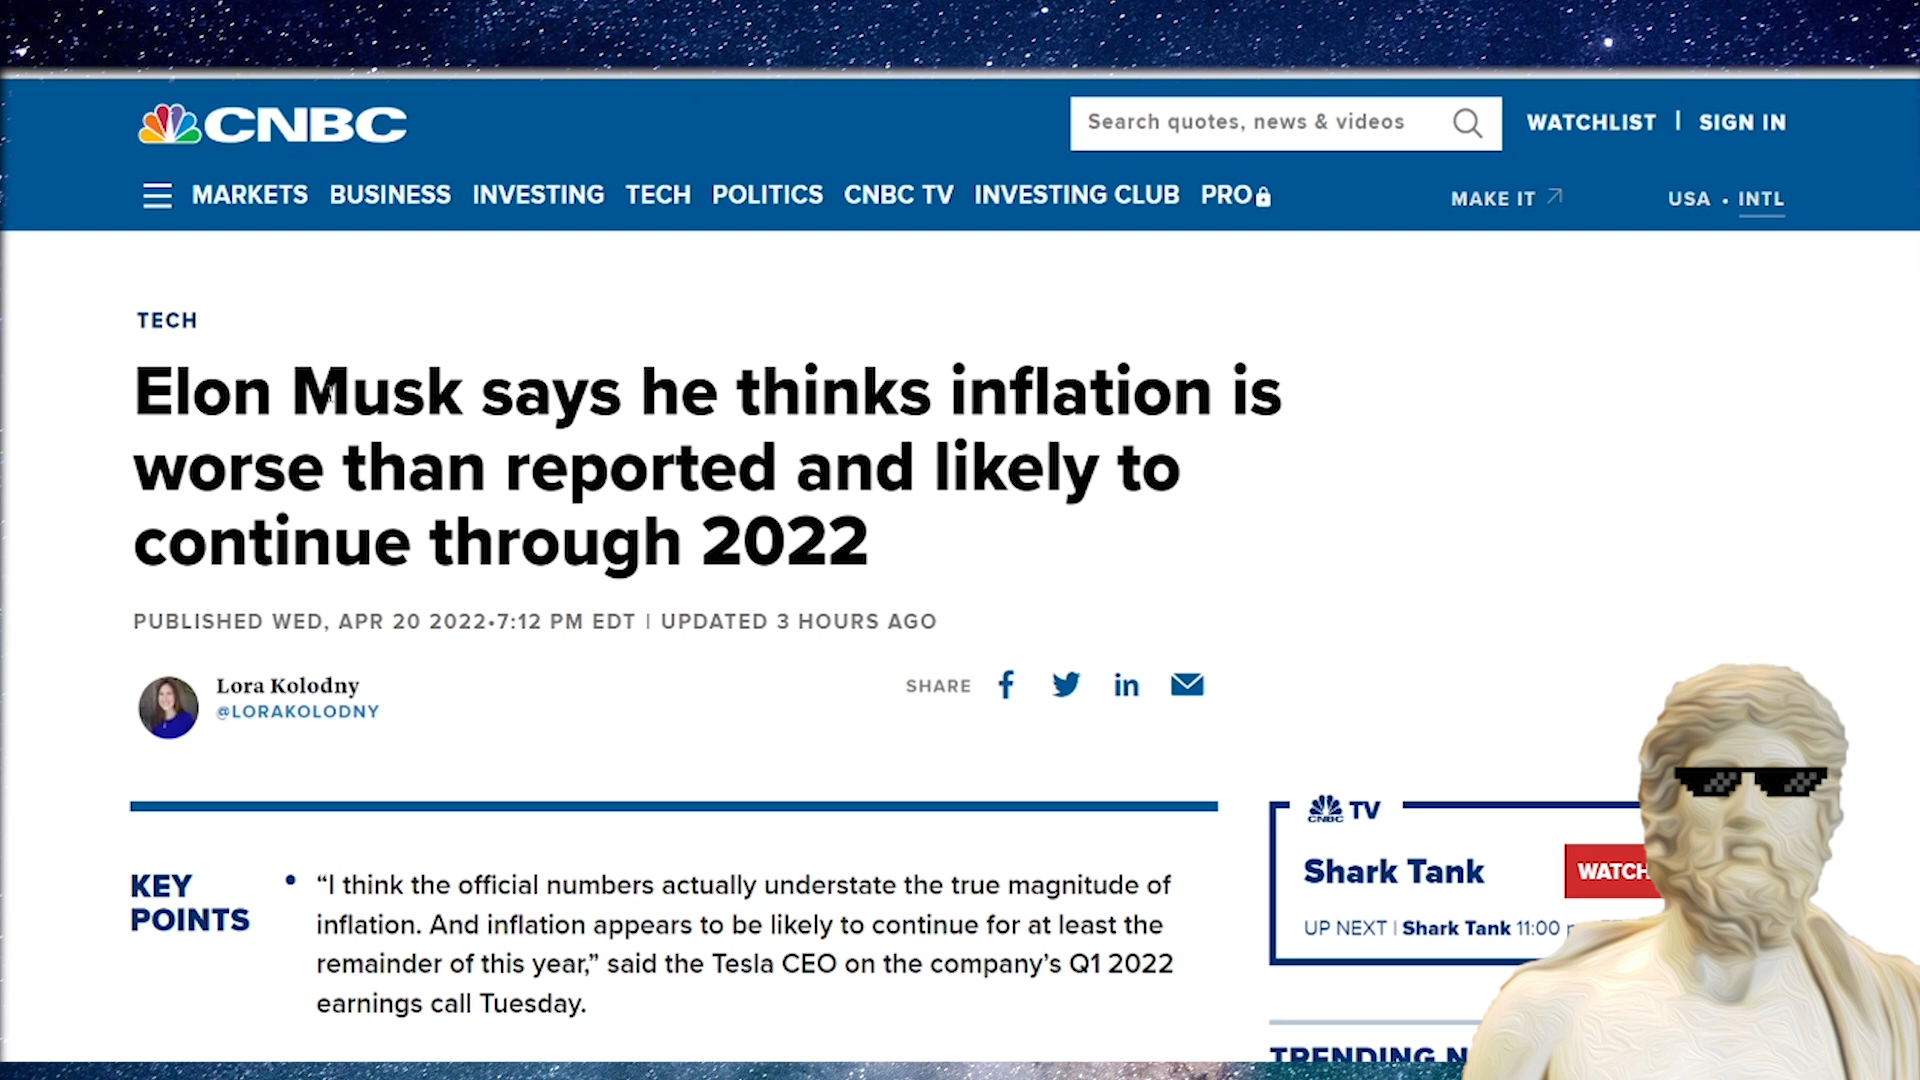 CNBC
Search quotes, news & videos
WATCHLIST | SIGN IN
MARKETS BUSINESS INVESTING TECH POLITICS CNBC TV INVESTING CLUB PRO
MAKE IT
USA • INTL
TECH
Elon Musk says he thinks inflation is
worse than reported and likely to
continue through 2022
PUBLISHED WED, APR 20 2022•7:12 PM EDT | UPDATED 3 HOURS AGO
Lora Kolodny
@LORAKOLODNY
SHARE
KEY
POINTS
• “I think the official numbers actually understate the true magnitude of
inflation. And inflation appears to be likely to continue for at least the
remainder of this year,” said the Tesla CEO on the company’s Q1 2022
earnings call Tuesday.
CNBC TV
Shark Tank
WATCH
UP NEXT | Shark Tank 11:00
TRENDING